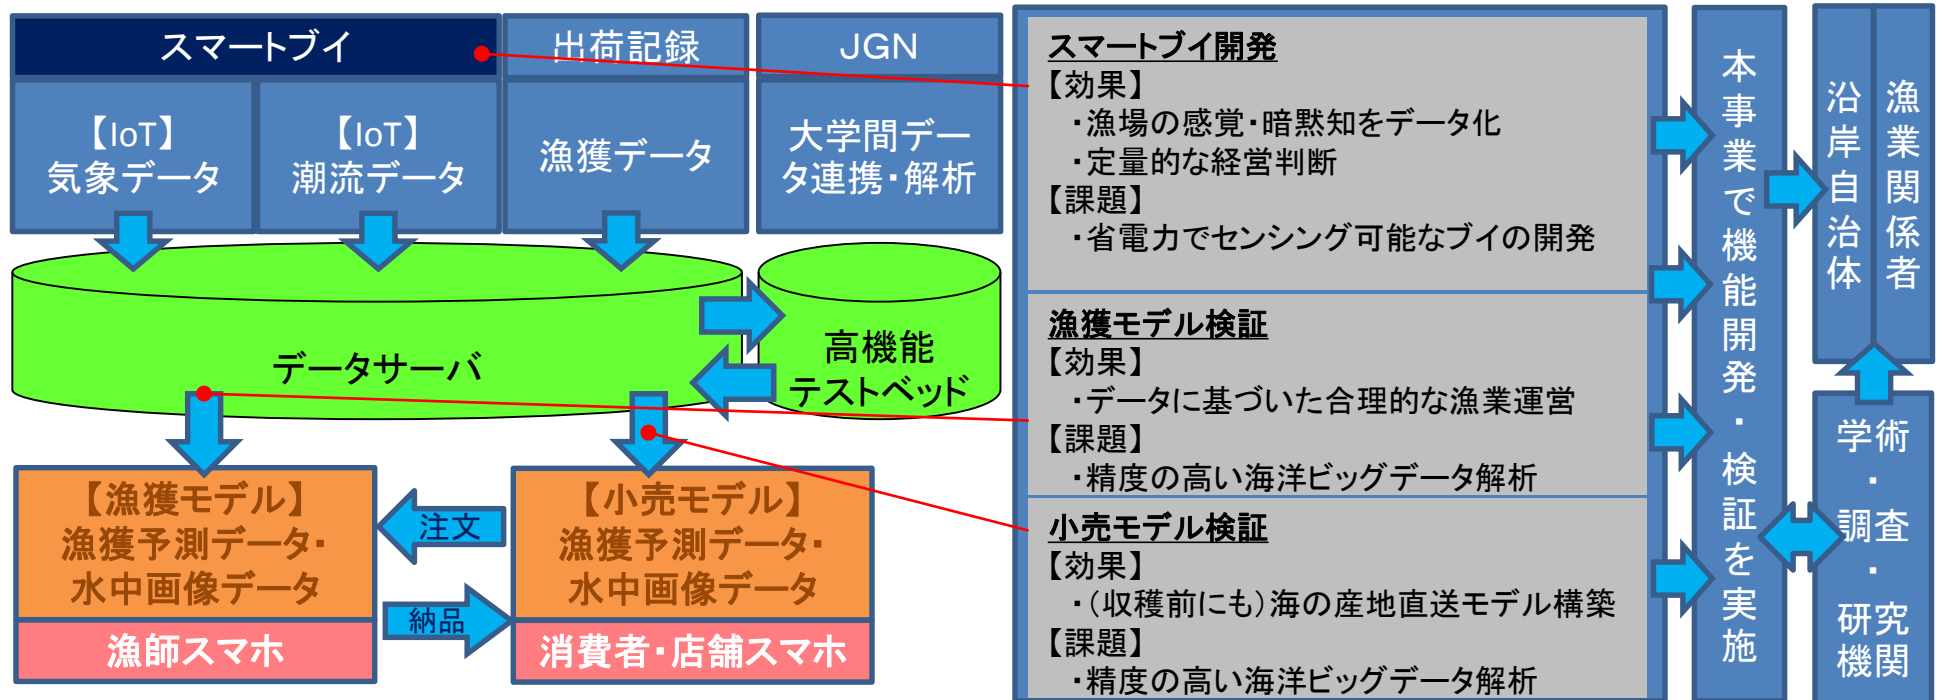 スマートブイ
出荷記録
JGN
【IoT】
気象データ
【IoT】
潮流データ
漁獲データ
大学間デー
タ連携・解析
データサーバ
高機能
テストベッド
【漁獲モデル】
漁獲予測データ・
水中画像データ
漁師スマホ
注文
納品
【小売モデル】
漁獲予測データ・
水中画像データ
消費者・店舗スマホ
スマートブイ開発
【効果】
・漁場の感覚・暗黙知をデータ化
・定量的な経営判断
【課題】
・省電力でセンシング可能なブイの開発
漁獲モデル検証
【効果】
・データに基づいた合理的な漁業運営
【課題】
・精度の高い海洋ビッグデータ解析
小売モデル検証
【効果】
・(収穫前にも)海の産地直送モデル構築
【課題】
・精度の高い海洋ビッグデータ解析
本事業で機能開発・検証を実施
沿岸自治体
漁業関係者
学術
・
調査
・
研究
機関